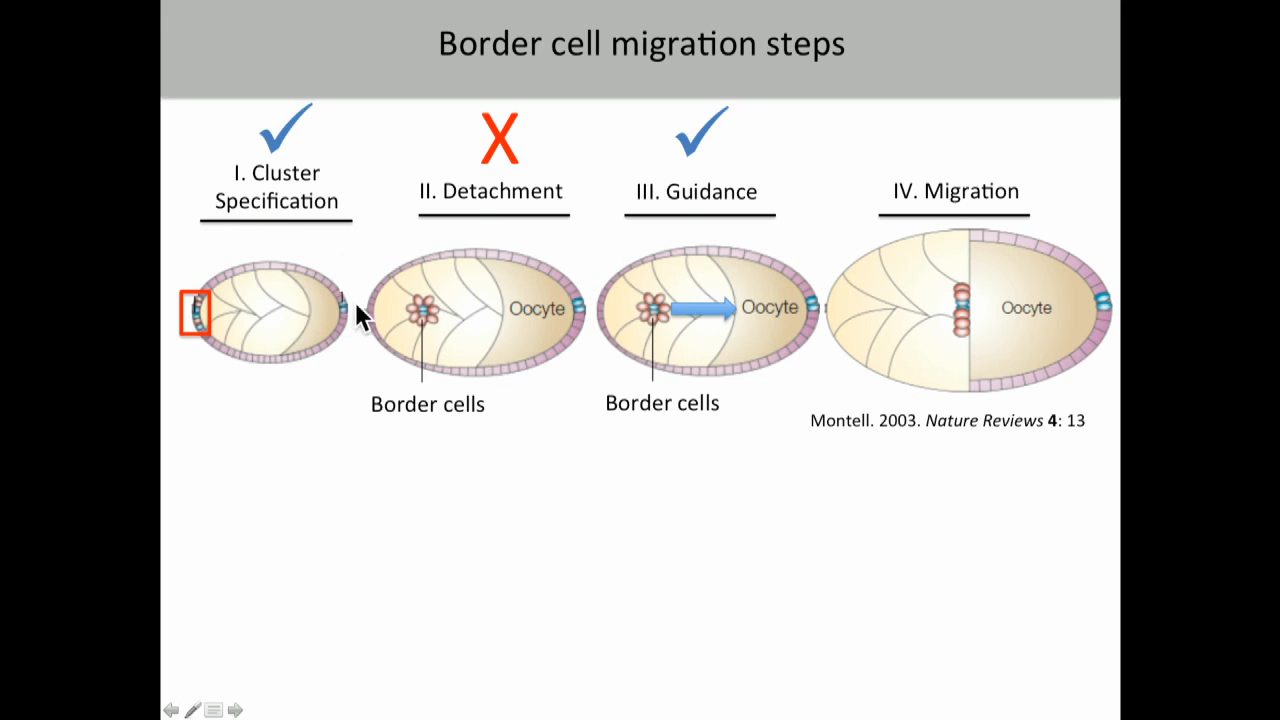 Border cell migration steps
X
I. Cluster
Specification
II. Detachment
III. Guidance
IV. Migration
Oocyte
Oocyte
Oocyte
Border cells
Border cells
Montell. 2003. Nature Reviews 4: 13